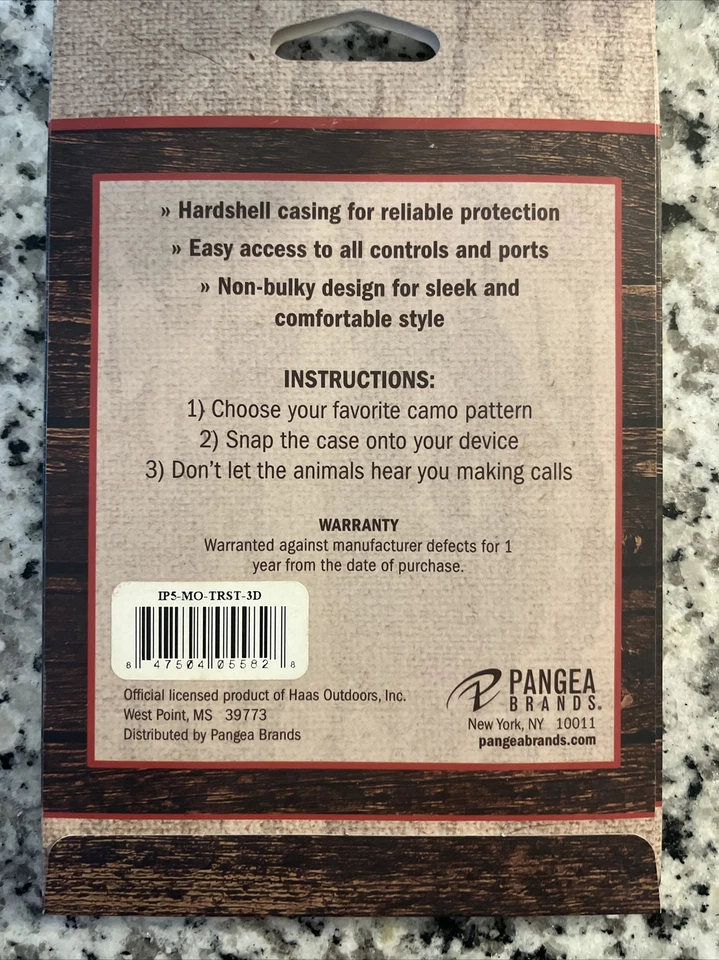 » Hardshell casing for reliable protection
» Easy access to all controls and ports
» Non-bulky design for sleek and
comfortable style
INSTRUCTIONS:
1) Choose your favorite camo pattern
2) Snap the case onto your device
3) Don't let the animals hear you making calls
WARRANTY
Warranted against manufacturer defects for 1
year from the date of purchase.
IP5-MO-TRST-3D
8 47504 05582 8
Official licensed product of Haas Outdoors, Inc.
West Point, MS 39773
Distributed by Pangea Brands
PANGEA
BRANDS®
New York, NY 10011
pangeabrands.com